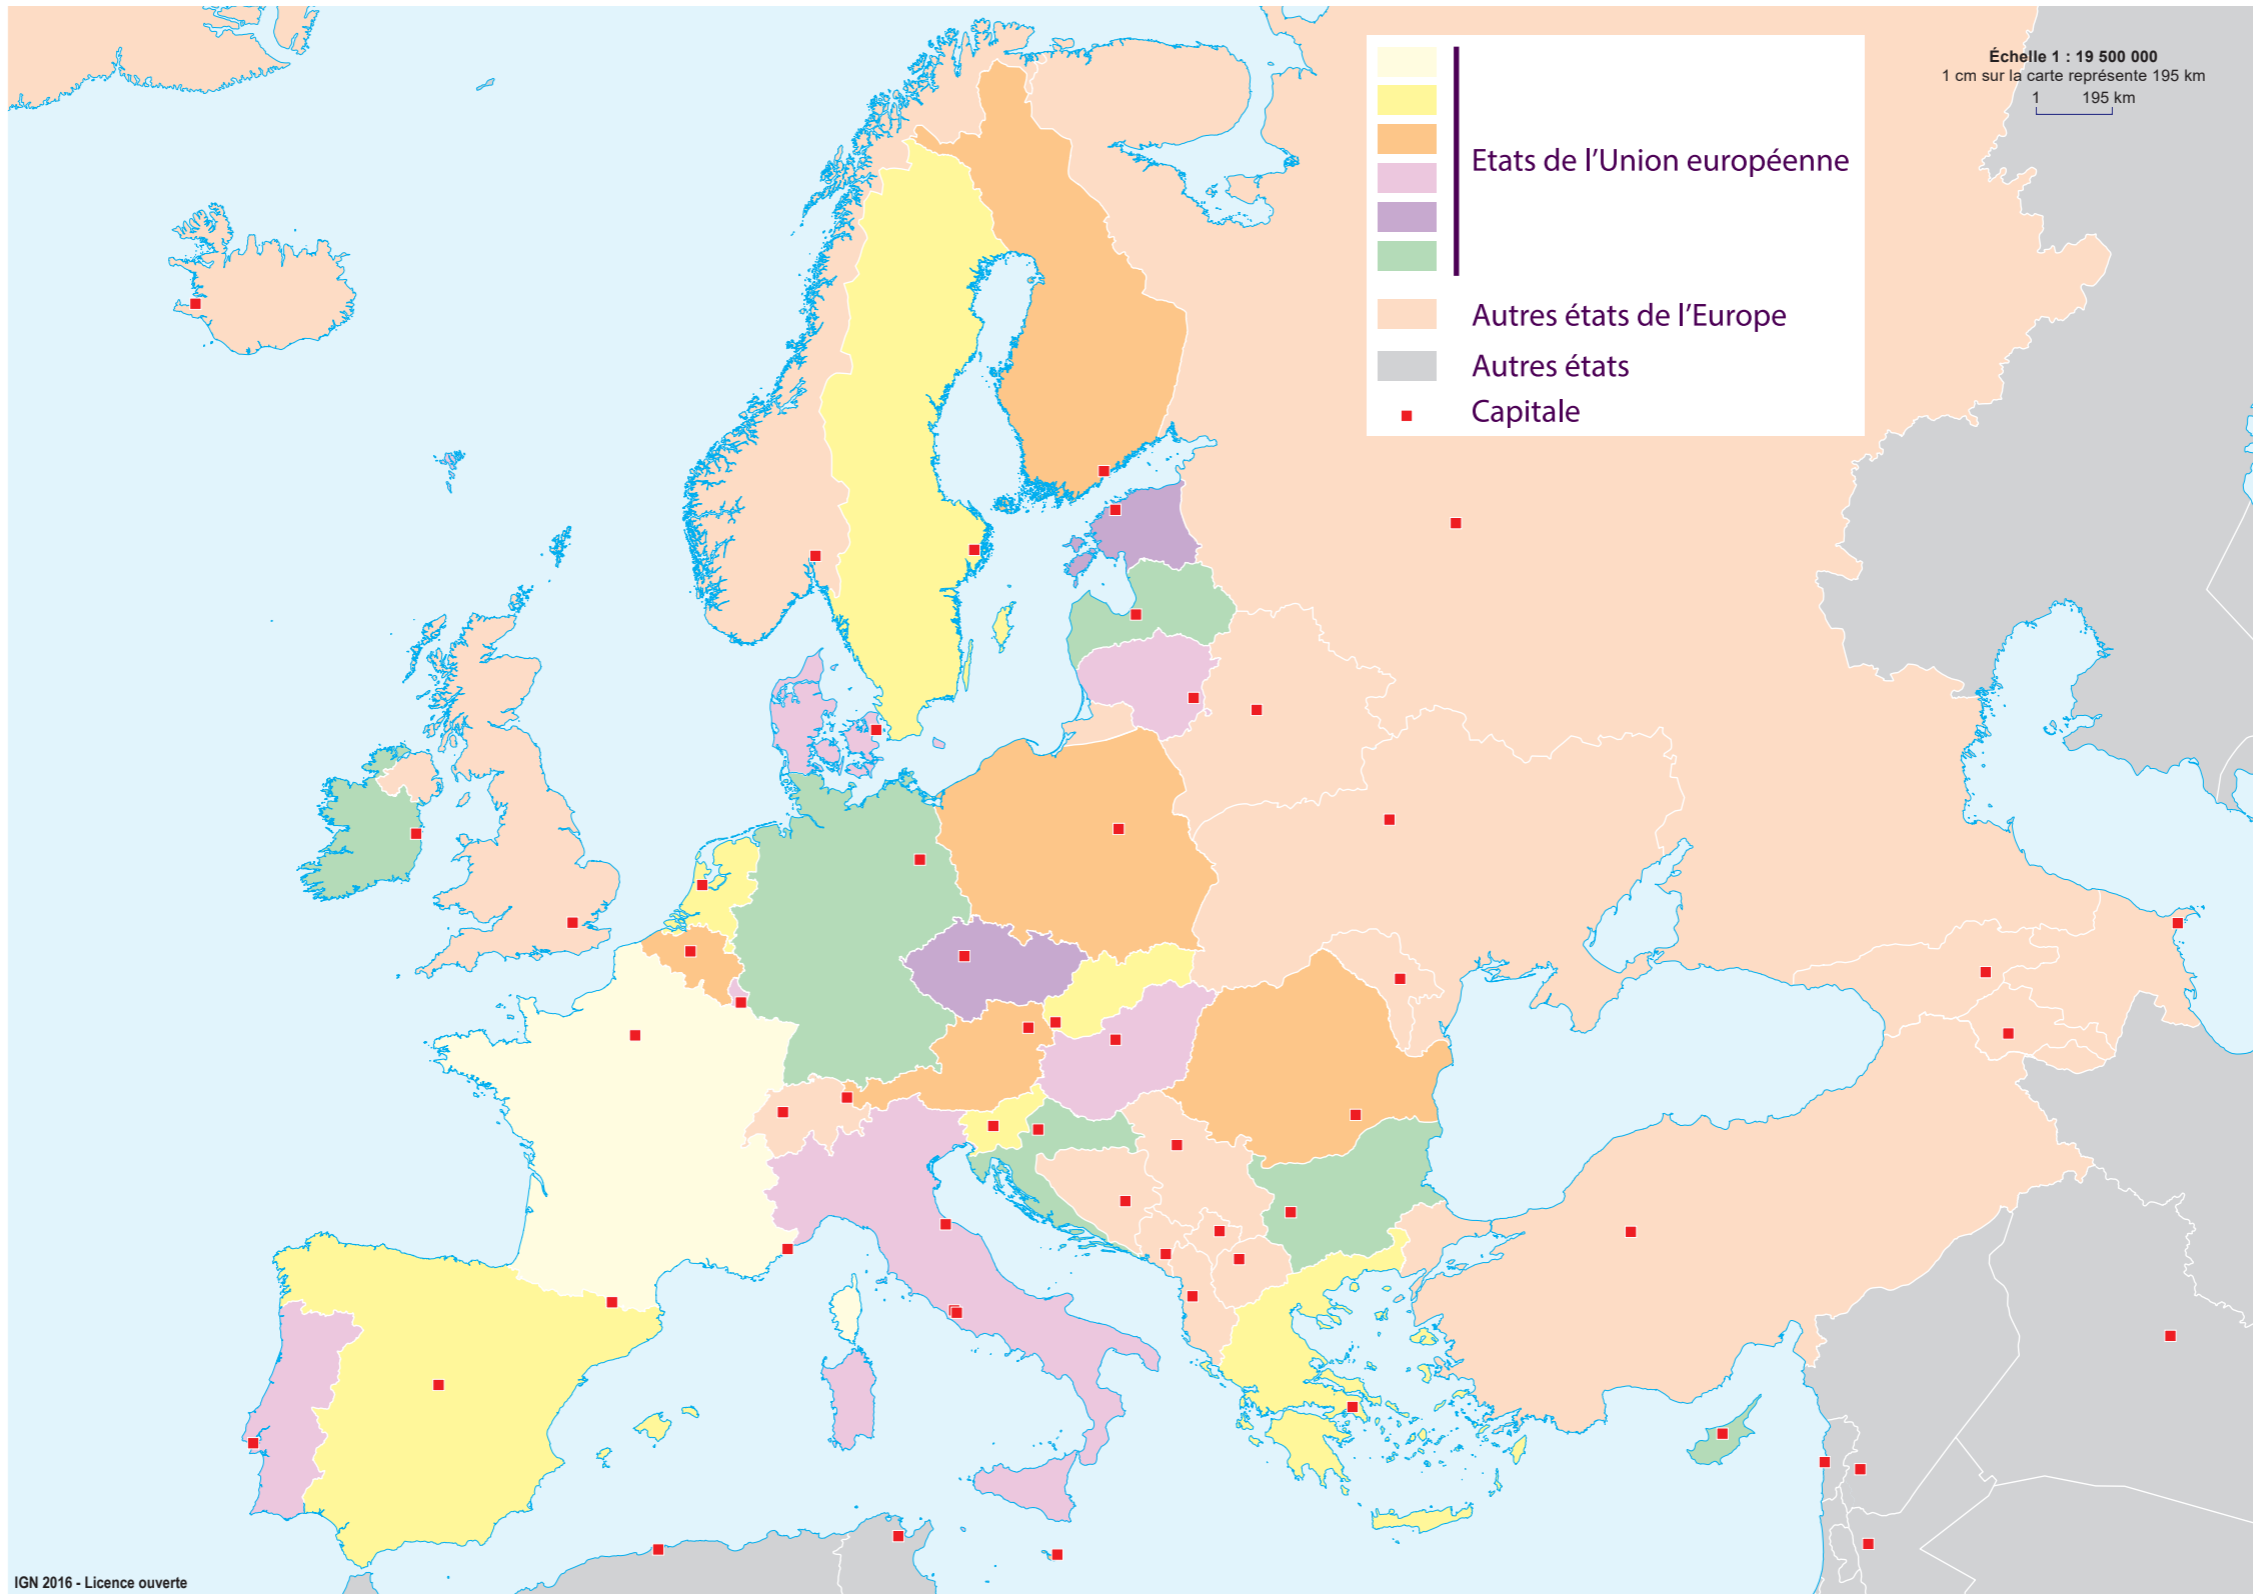 Échelle 1 : 19 500 000
1 cm sur la carte représente 195 km
1 195 km
Etats de l’Union européenne
Autres états de l’Europe
Autres états
Capitale
IGN 2016 - Licence ouverte